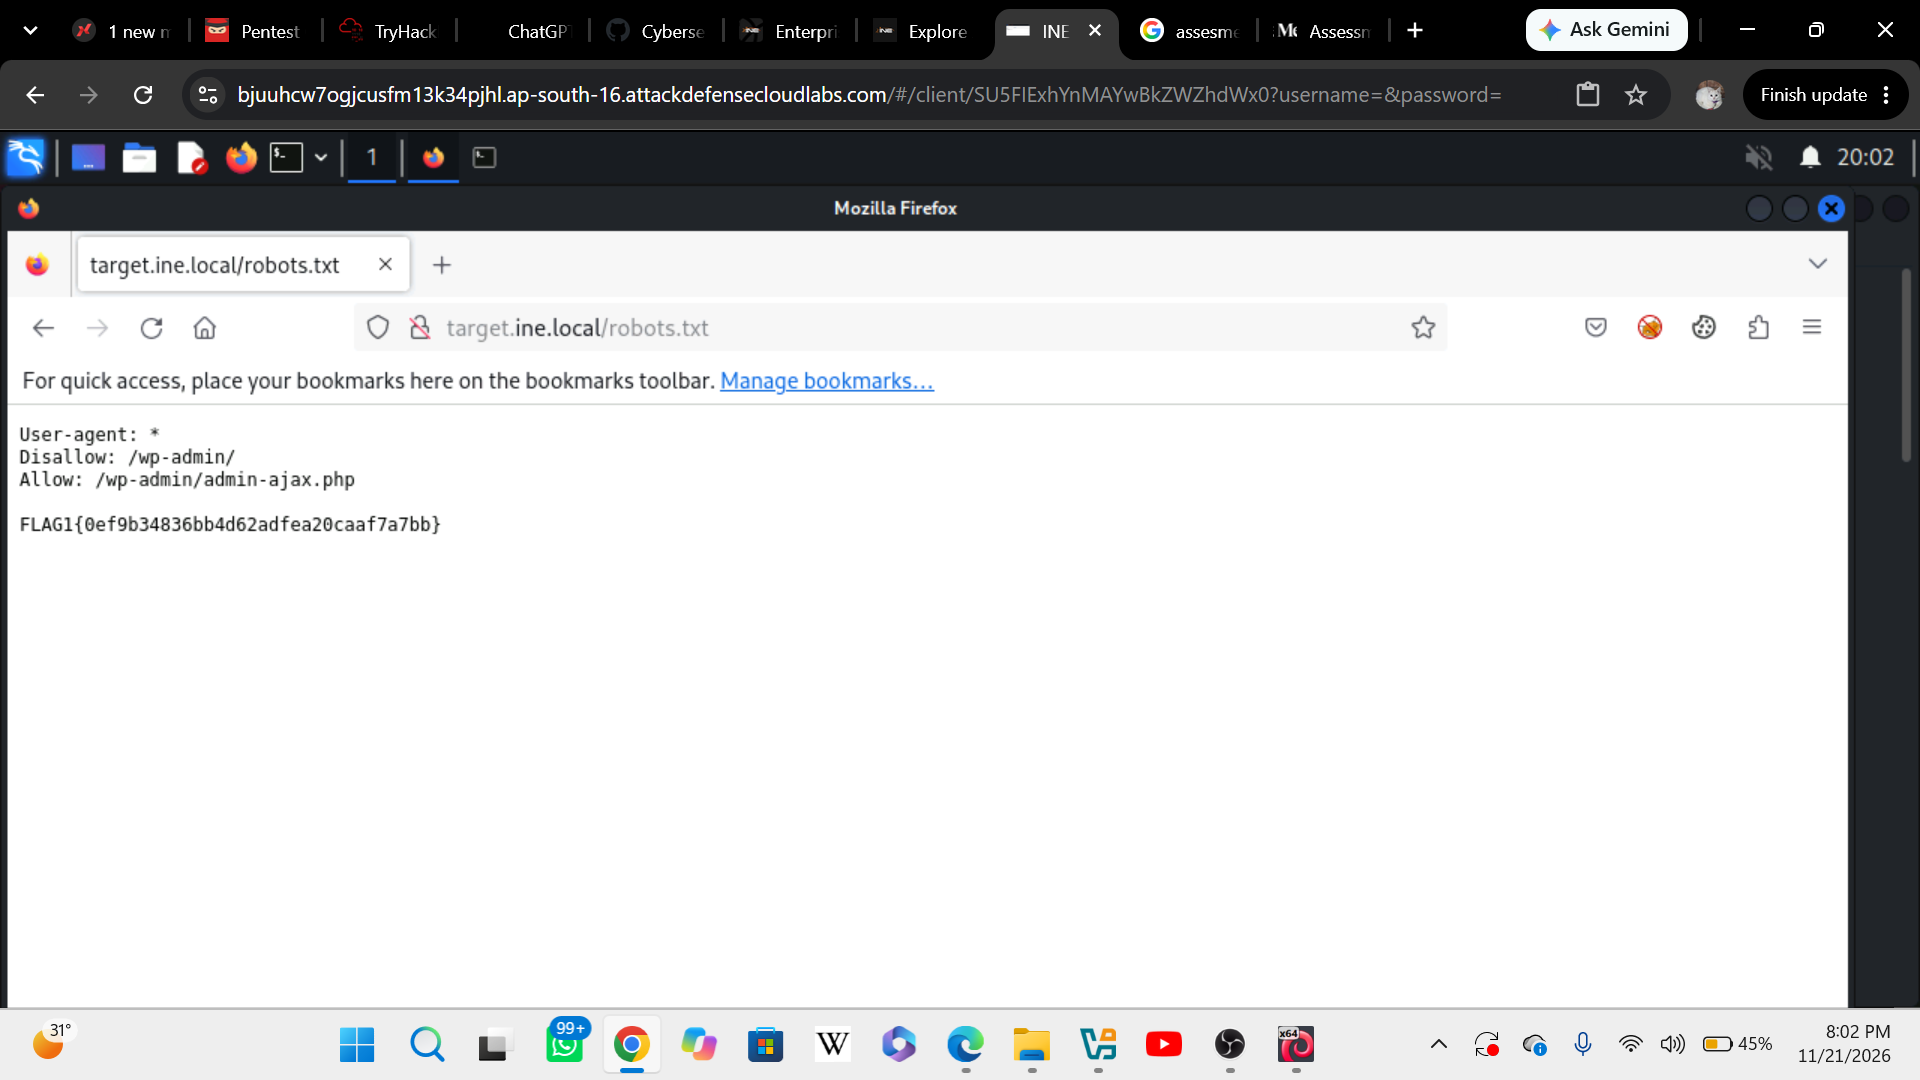 1 new m
Pentest
TryHack
ChatGP
Cyberse
Enterpri
Explore
INE
assesme
Assessm
Ask Gemini
bjuuhcw7ogjcusfm13k34pjhl.ap-south-16.attackdefensecloudlabs.com/#/client/SU5FIExhYnMAYwBkZWZhdWx0?username=&password=
Finish update
1
20:02
Mozilla Firefox
target.ine.local/robots.txt
target.ine.local/robots.txt
For quick access, place your bookmarks here on the bookmarks toolbar. Manage bookmarks...
User-agent: *
Disallow: /wp-admin/
Allow: /wp-admin/admin-ajax.php
FLAG1{0ef9b34836bb4d62adfea20caaf7a7bb}
31°
99+
W
x64
45%
8:02 PM
11/21/2026